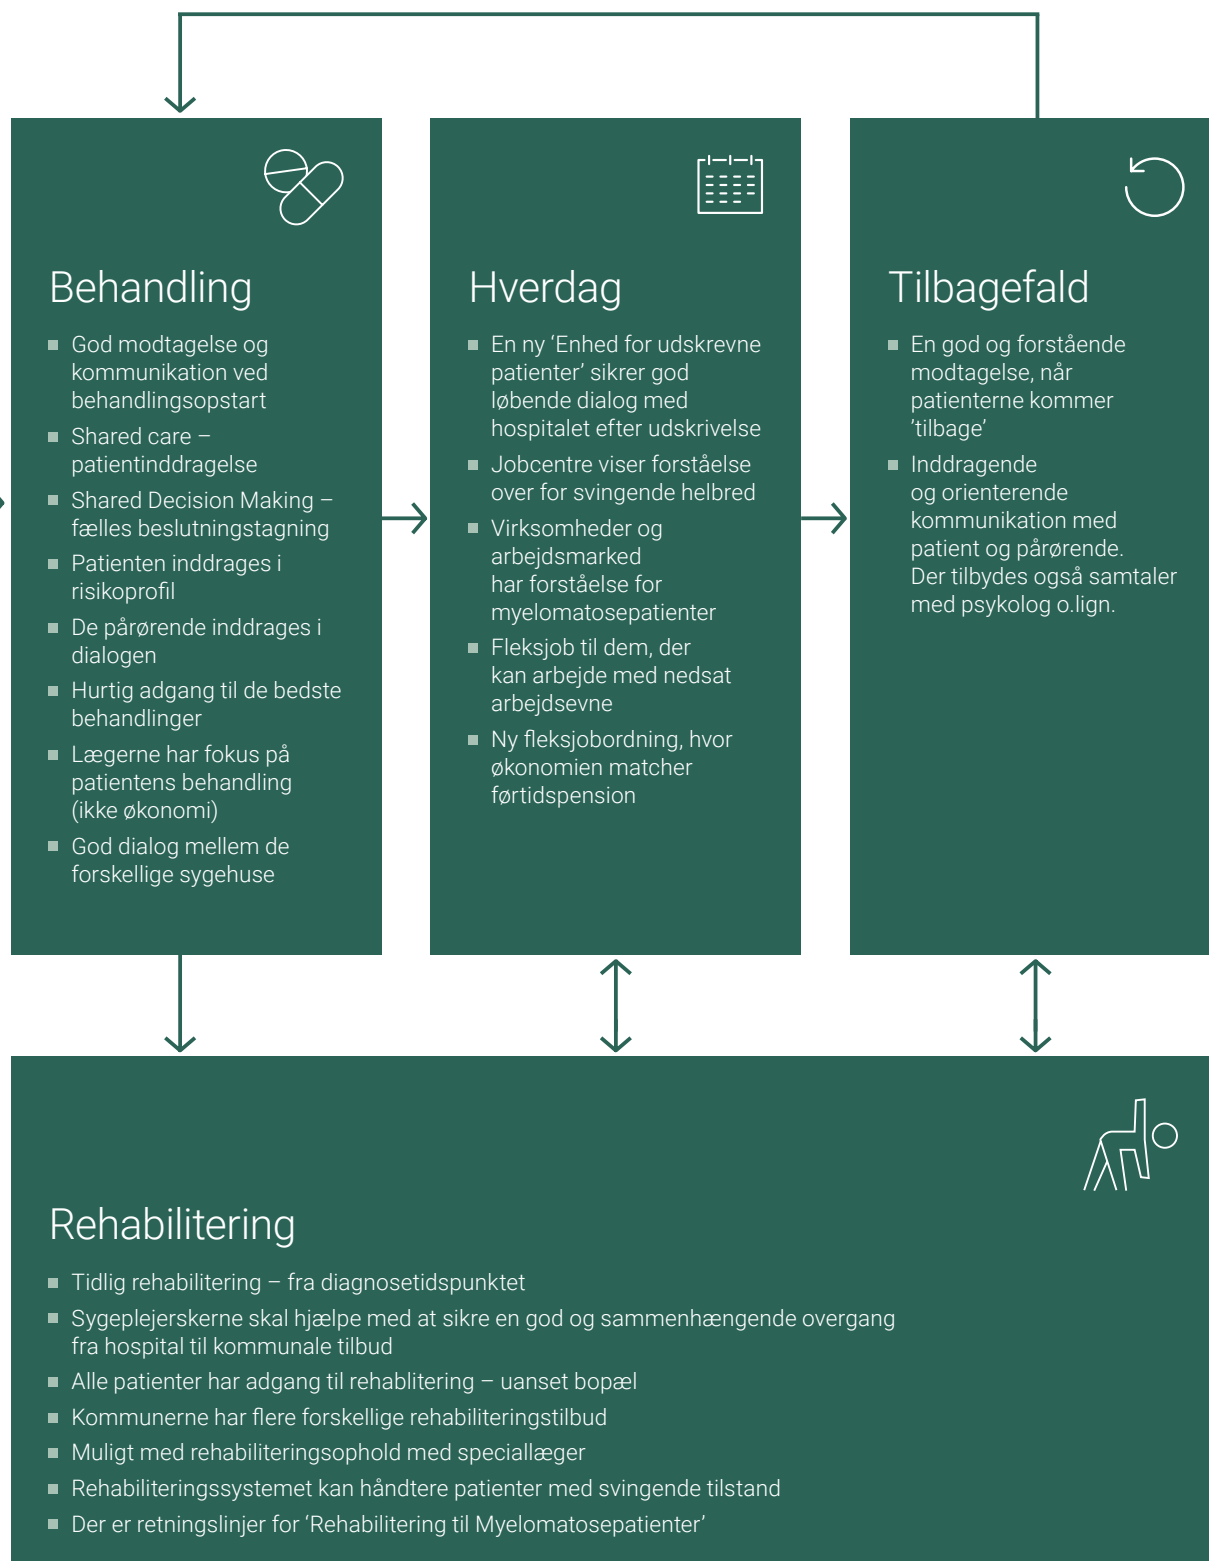 Behandling
God modtagelse og
kommunikation ved
behandlingsopstart
Shared care –
patientinddragelse
Shared Decision Making –
fælles beslutningstagning
Patienten inddrages i
risikoprofil
De pårørende inddrages i
dialogen
Hurtig adgang til de bedste
behandlinger
Lægerne har fokus på
patientens behandling
(ikke økonomi)
God dialog mellem de
forskellige sygehuse
Hverdag
En ny ‘Enhed for udskrevne
patienter’ sikrer god
løbende dialog med
hospitalet efter udskrivelse
Jobcentre viser forståelse
over for svingende helbred
Virksomheder og
arbejdsmarked
har forståelse for
myelomatosepatienter
Fleksjob til dem, der
kan arbejde med nedsat
arbejdsevne
Ny fleksjobordning, hvor
økonomien matcher
førtidspension
Tilbagefald
En god og forstående
modtagelse, når
patienterne kommer
’tilbage’
Inddragende
og orienterende
kommunikation med
patient og pårørende.
Der tilbydes også samtaler
med psykolog o.lign.
Rehabilitering
Tidlig rehabilitering – fra diagnosetidspunktet
Sygeplejerskerne skal hjælpe med at sikre en god og sammenhængende overgang
fra hospital til kommunale tilbud
Alle patienter har adgang til rehablitering – uanset bopæl
Kommunerne har flere forskellige rehabiliteringstilbud
Muligt med rehabiliteringsophold med speciallæger
Rehabiliteringssystemet kan håndtere patienter med svingende tilstand
Der er retningslinjer for ‘Rehabilitering til Myelomatosepatienter’